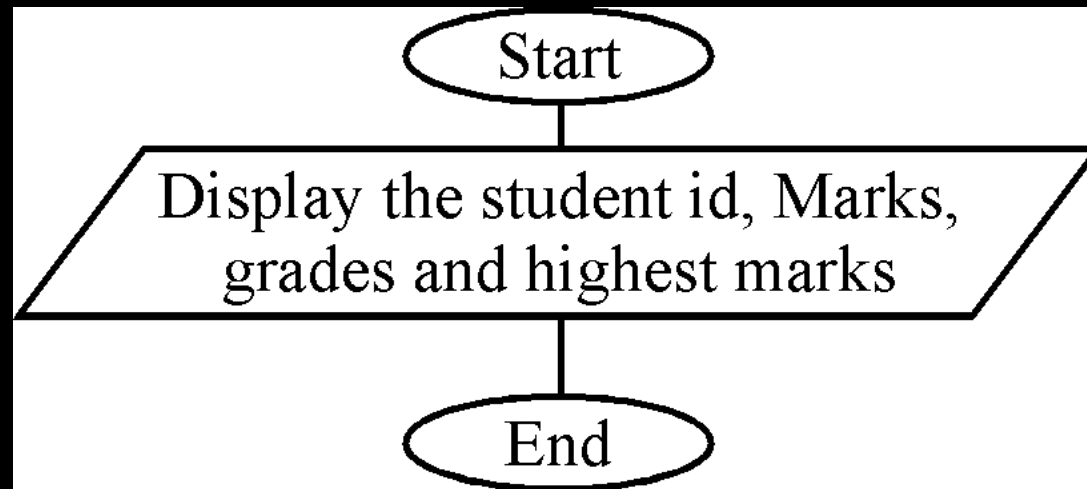 Start
Display the student id, Marks,
grades and highest marks
End